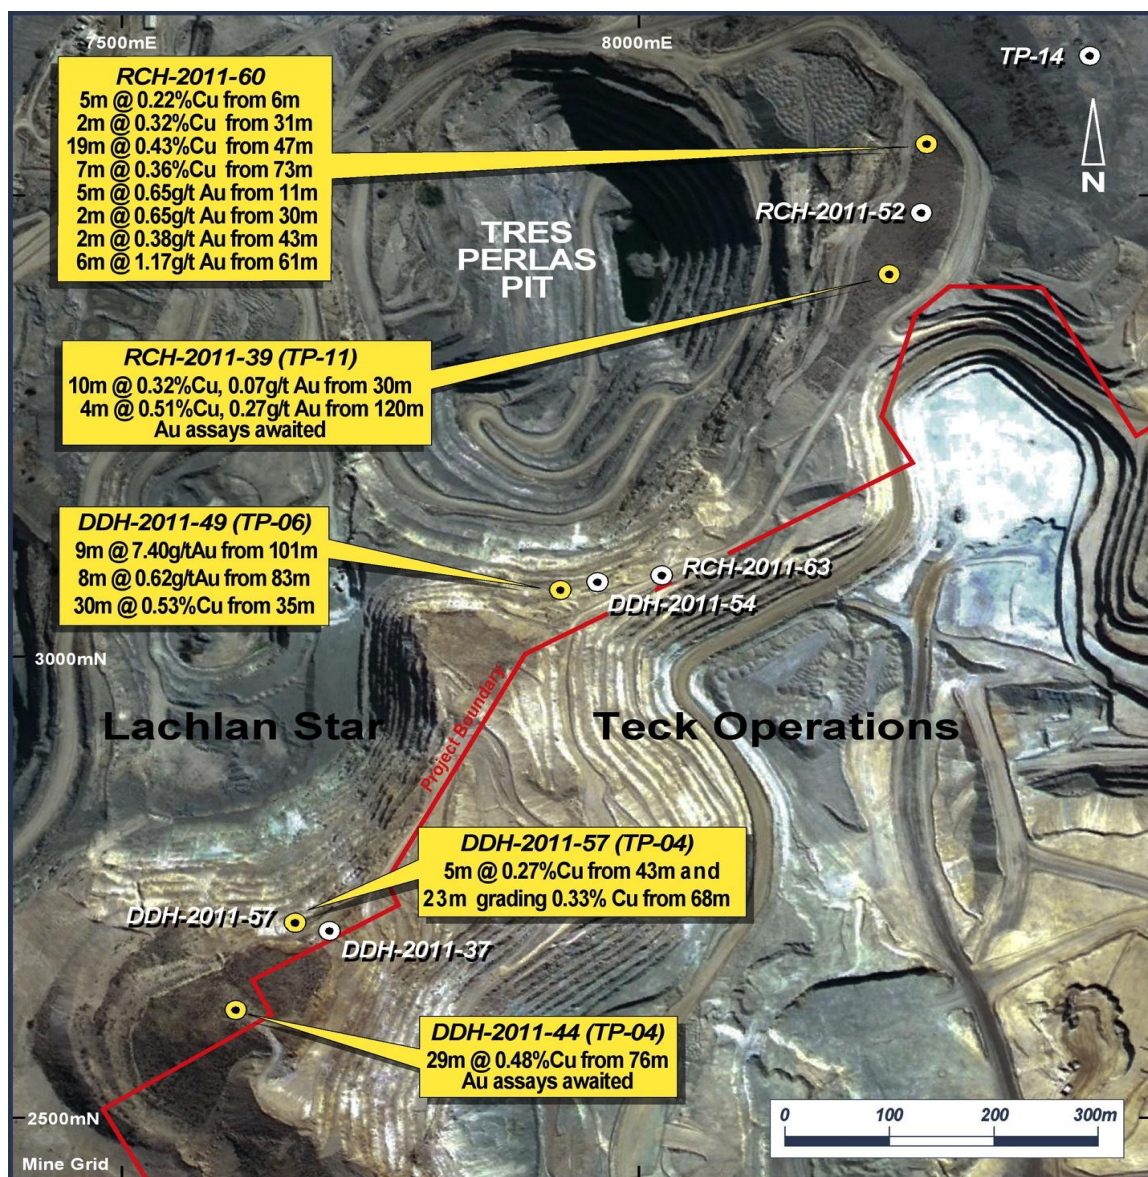 7500mE
8000mE
TP-14
RCH-2011-60
5m @ 0.22%Cu from 6m
2m @ 0.32%Cu from 31m
19m @ 0.43%Cu from 47m
7m @ 0.36%Cu from 73m
5m @ 0.65g/t Au from 11m
2m @ 0.65g/t Au from 30m
2m @ 0.38g/t Au from 43m
6m @ 1.17g/t Au from 61m
N
RCH-2011-52
TRES
PERLAS
PIT
RCH-2011-39 (TP-11)
10m @ 0.32%Cu, 0.07g/t Au from 30m
4m @ 0.51%Cu, 0.27g/t Au from 120m
Au assays awaited
DDH-2011-49 (TP-06)
9m @ 7.40g/tAu from 101m
8m @ 0.62g/tAu from 83m
30m @ 0.53%Cu from 35m
RCH-2011-63
DDH-2011-54
3000mN
Lachlan Star
Project Boundary
Teck Operations
DDH-2011-57 (TP-04)
5m @ 0.27%Cu from 43m and
23m grading 0.33% Cu from 68m
DDH-2011-57
DDH-2011-37
DDH-2011-44 (TP-04)
29m @ 0.48%Cu from 76m
Au assays awaited
2500mN
0 100 200 300m
Mine Grid